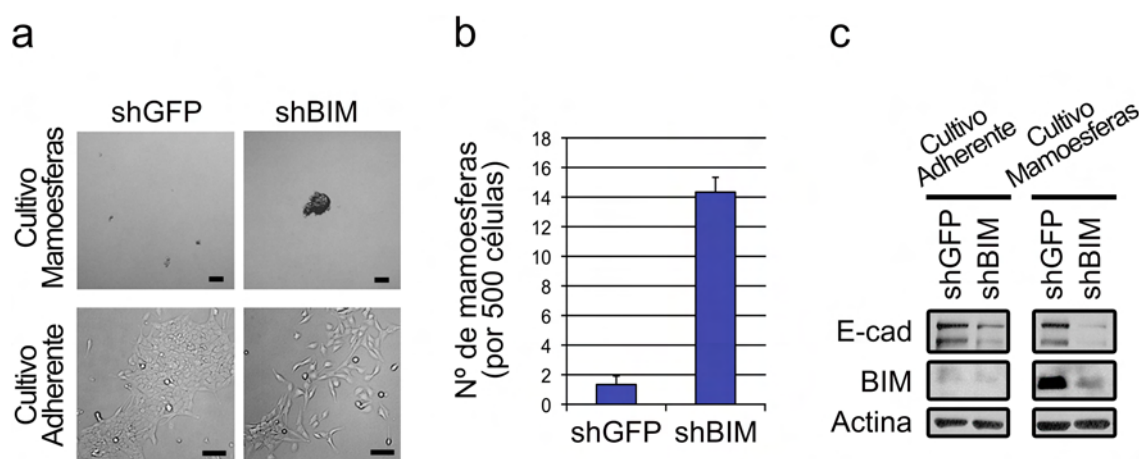 a
shGFP
shBIM
Cultivo
Mamoesferas
Cultivo
Adherente
b
Nº de mamoesferas
(por 500 células)
18
16
14
12
10
8
6
4
2
0
shGFP
shBIM
c
Cultivo
Adherente
Cultivo
Mamoesferas
shGFP
shBIM
shGFP
shBIM
E-cad
BIM
Actina